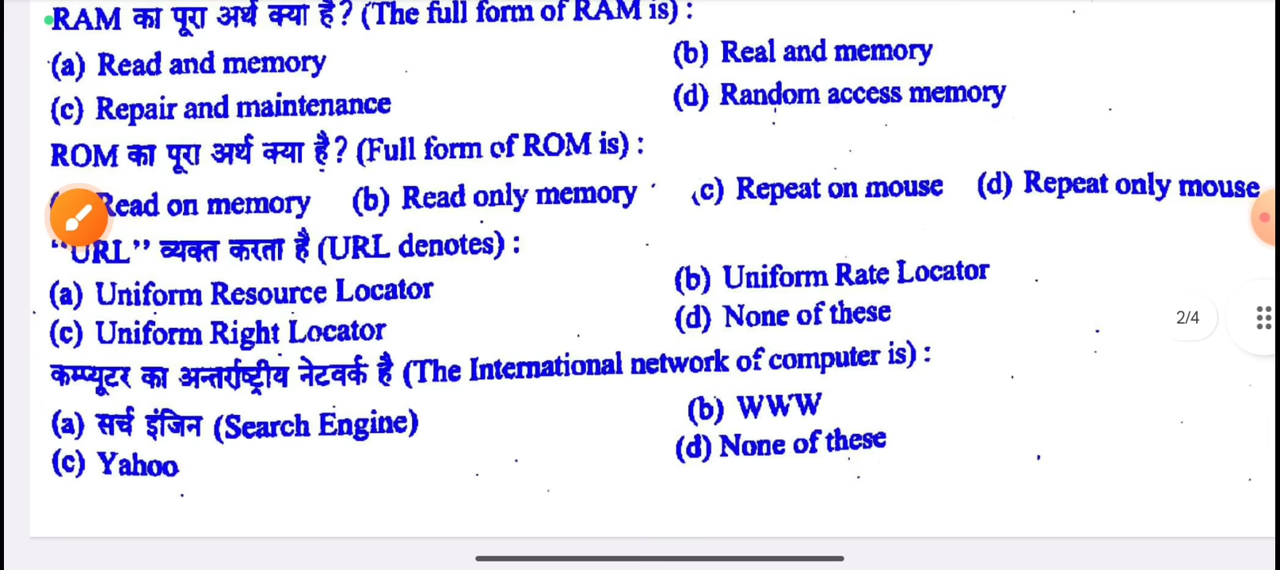 RAM का पूरा अर्थ क्या है? (The full form of RAM is) :
(a) Read and memory (b) Real and memory
(c) Repair and maintenance (d) Random access memory
ROM का पूरा अर्थ क्या है? (Full form of ROM is) :
Read on memory (b) Read only memory (c) Repeat on mouse (d) Repeat only mouse
“URL” व्यक्त करता है (URL denotes) :
(a) Uniform Resource Locator (b) Uniform Rate Locator
(c) Uniform Right Locator (d) None of these
2/4
कम्प्यूटर का अन्तर्राष्ट्रीय नेटवर्क है (The International network of computer is) :
(a) सर्च इंजिन (Search Engine) (b) WWW
(c) Yahoo (d) None of these